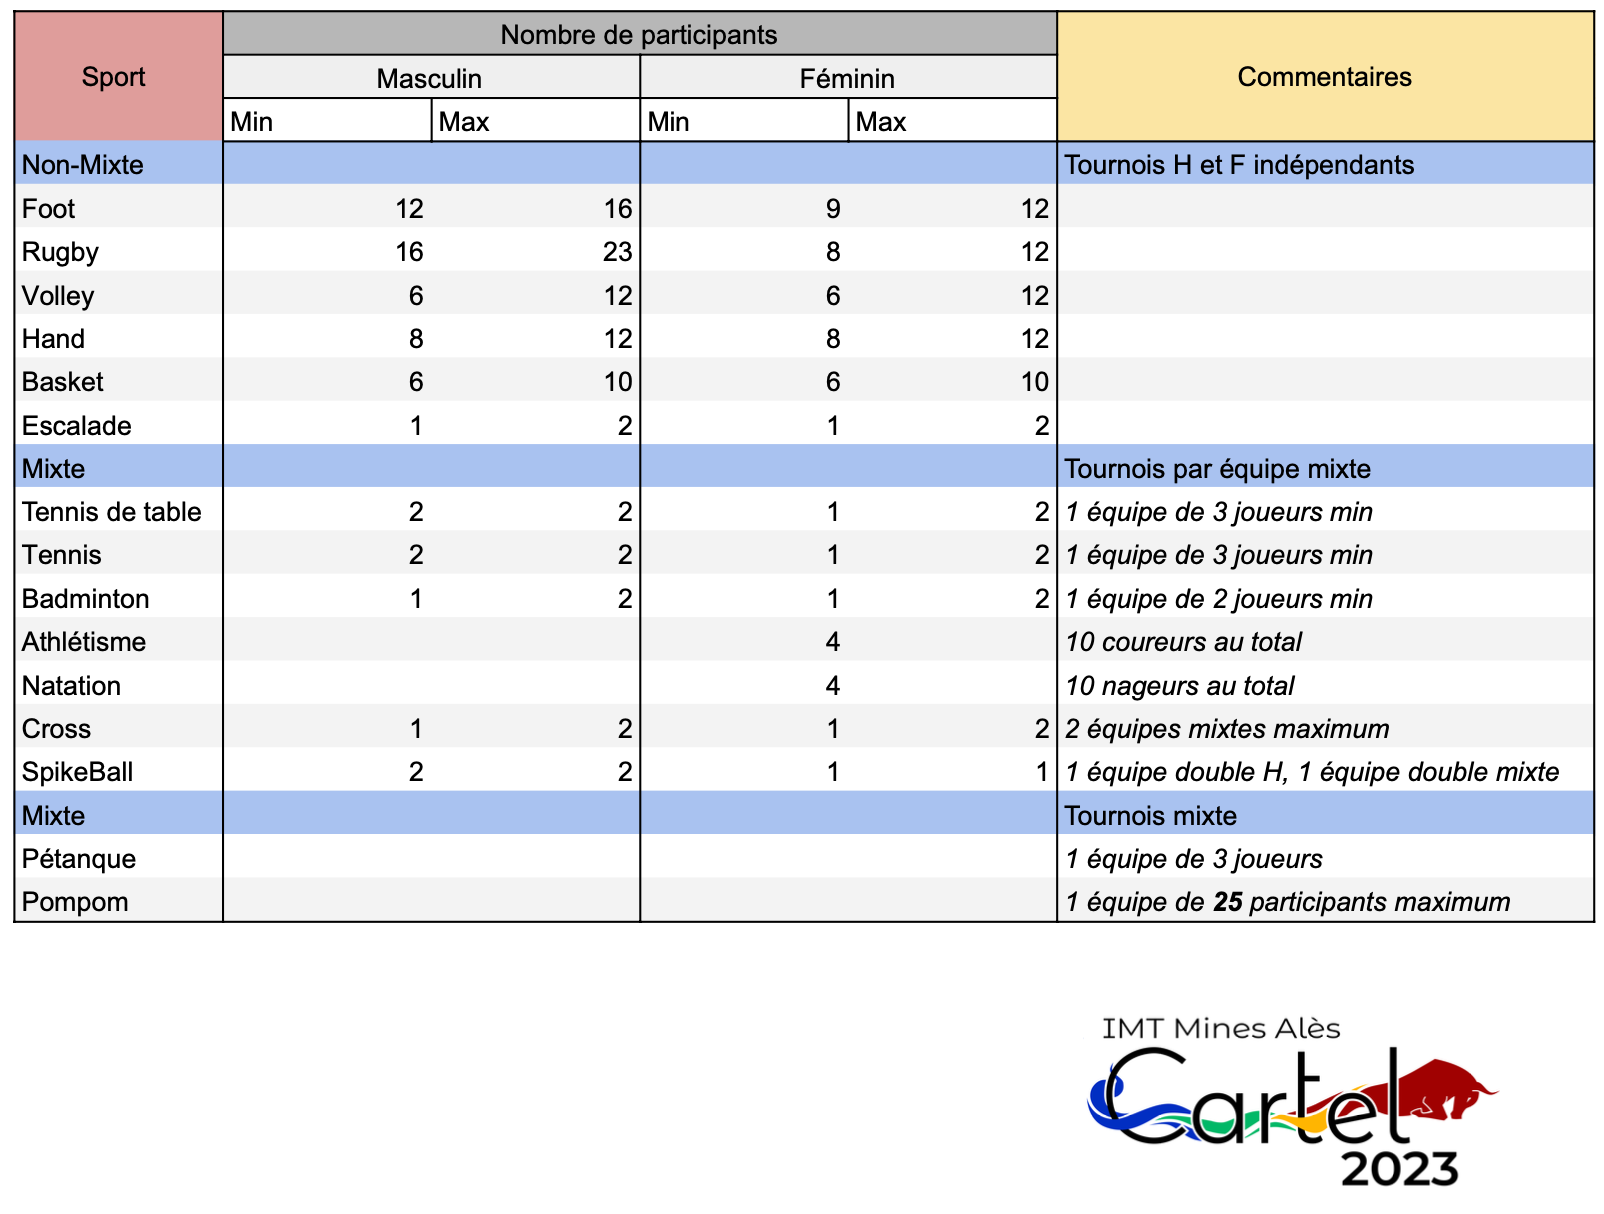 Sport Nombre de participants Commentaires
Masculin Féminin
Min Max Min Max
Non-Mixte Tournois H et F indépendants
Foot 12 16 9 12
Rugby 16 23 8 12
Volley 6 12 6 12
Hand 8 12 8 12
Basket 6 10 6 10
Escalade 1 2 1 2
Mixte Tournois par équipe mixte
Tennis de table 2 2 1 2 1 équipe de 3 joueurs min
Tennis 2 2 1 2 1 équipe de 3 joueurs min
Badminton 1 2 1 2 1 équipe de 2 joueurs min
Athlétisme 4 10 coureurs au total
Natation 4 10 nageurs au total
Cross 1 2 1 2 2 équipes mixtes maximum
SpikeBall 2 2 1 1 1 équipe double H, 1 équipe double mixte
Mixte Tournois mixte
Pétanque 1 équipe de 3 joueurs
Pompom 1 équipe de 25 participants maximum
IMT Mines Alès
Cartel
2023